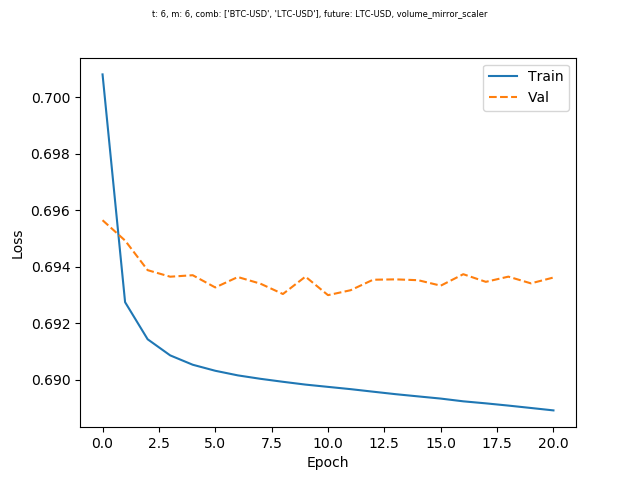 t: 6, m: 6, comb: ['BTC-USD', 'LTC-USD'], future: LTC-USD, volume_mirror_scaler
Train
Val
0.700
0.698
0.696
0.694
0.692
0.690
Loss
0.0 2.5 5.0 7.5 10.0 12.5 15.0 17.5 20.0
Epoch